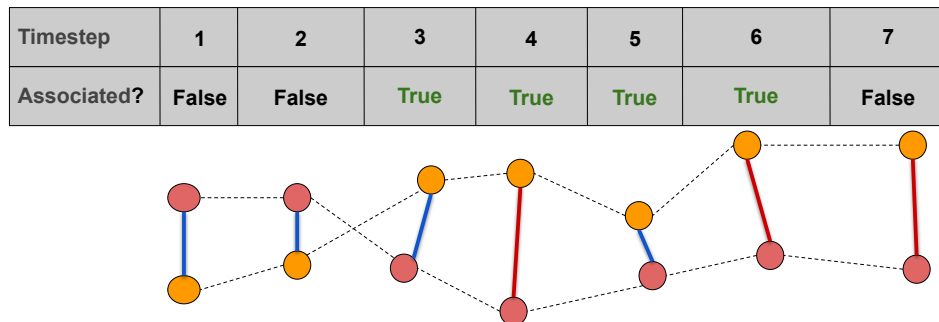 Timestep 1 2 3 4 5 6 7
Associated? False False True True True True False